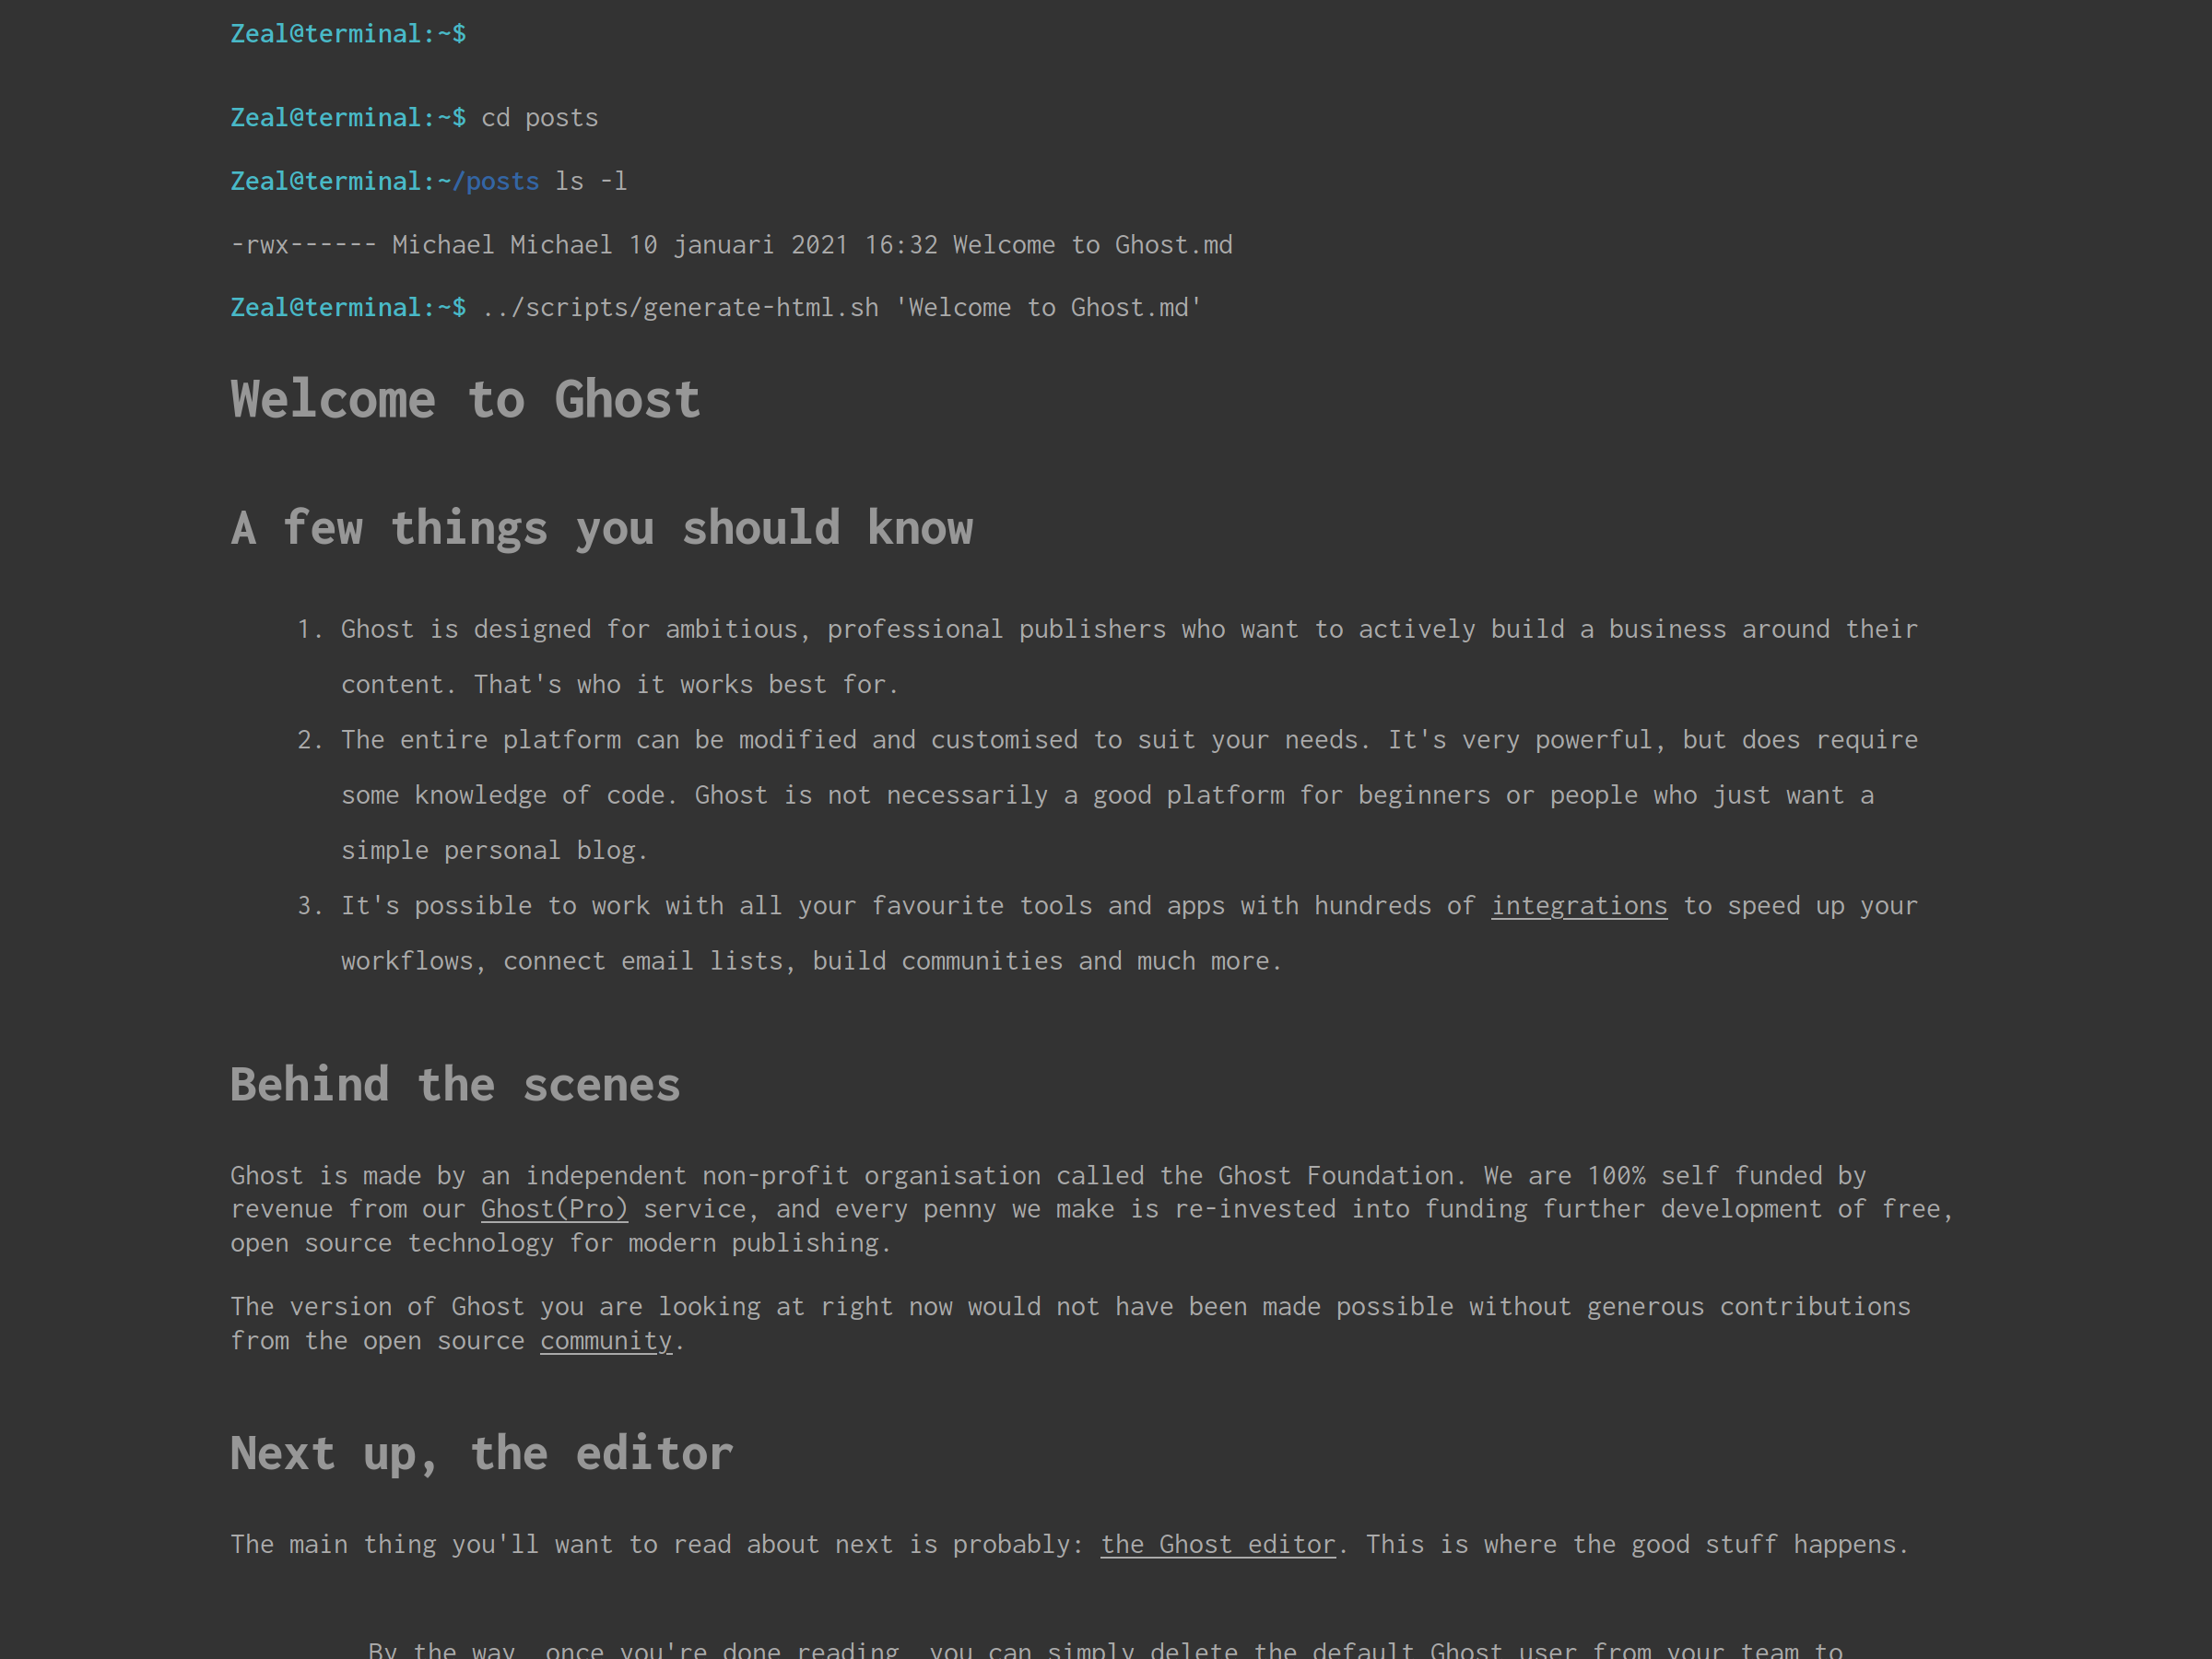 Zeal@terminal:~$
Zeal@terminal:~$ cd posts
Zeal@terminal:~/posts ls -l
-rwx------ Michael Michael 10 januari 2021 16:32 Welcome to Ghost.md
Zeal@terminal:~$ ../scripts/generate-html.sh 'Welcome to Ghost.md'
Welcome to Ghost
A few things you should know
1. Ghost is designed for ambitious, professional publishers who want to actively build a business around their
content. That's who it works best for.
2. The entire platform can be modified and customised to suit your needs. It's very powerful, but does require
some knowledge of code. Ghost is not necessarily a good platform for beginners or people who just want a
simple personal blog.
3. It's possible to work with all your favourite tools and apps with hundreds of integrations to speed up your
workflows, connect email lists, build communities and much more.
Behind the scenes
Ghost is made by an independent non-profit organisation called the Ghost Foundation. We are 100% self funded by
revenue from our Ghost(Pro) service, and every penny we make is re-invested into funding further development of free,
open source technology for modern publishing.
The version of Ghost you are looking at right now would not have been made possible without generous contributions
from the open source community.
Next up, the editor
The main thing you'll want to read about next is probably: the Ghost editor. This is where the good stuff happens.
By the way, once you're done reading, you can simply delete the default Ghost user from your team to